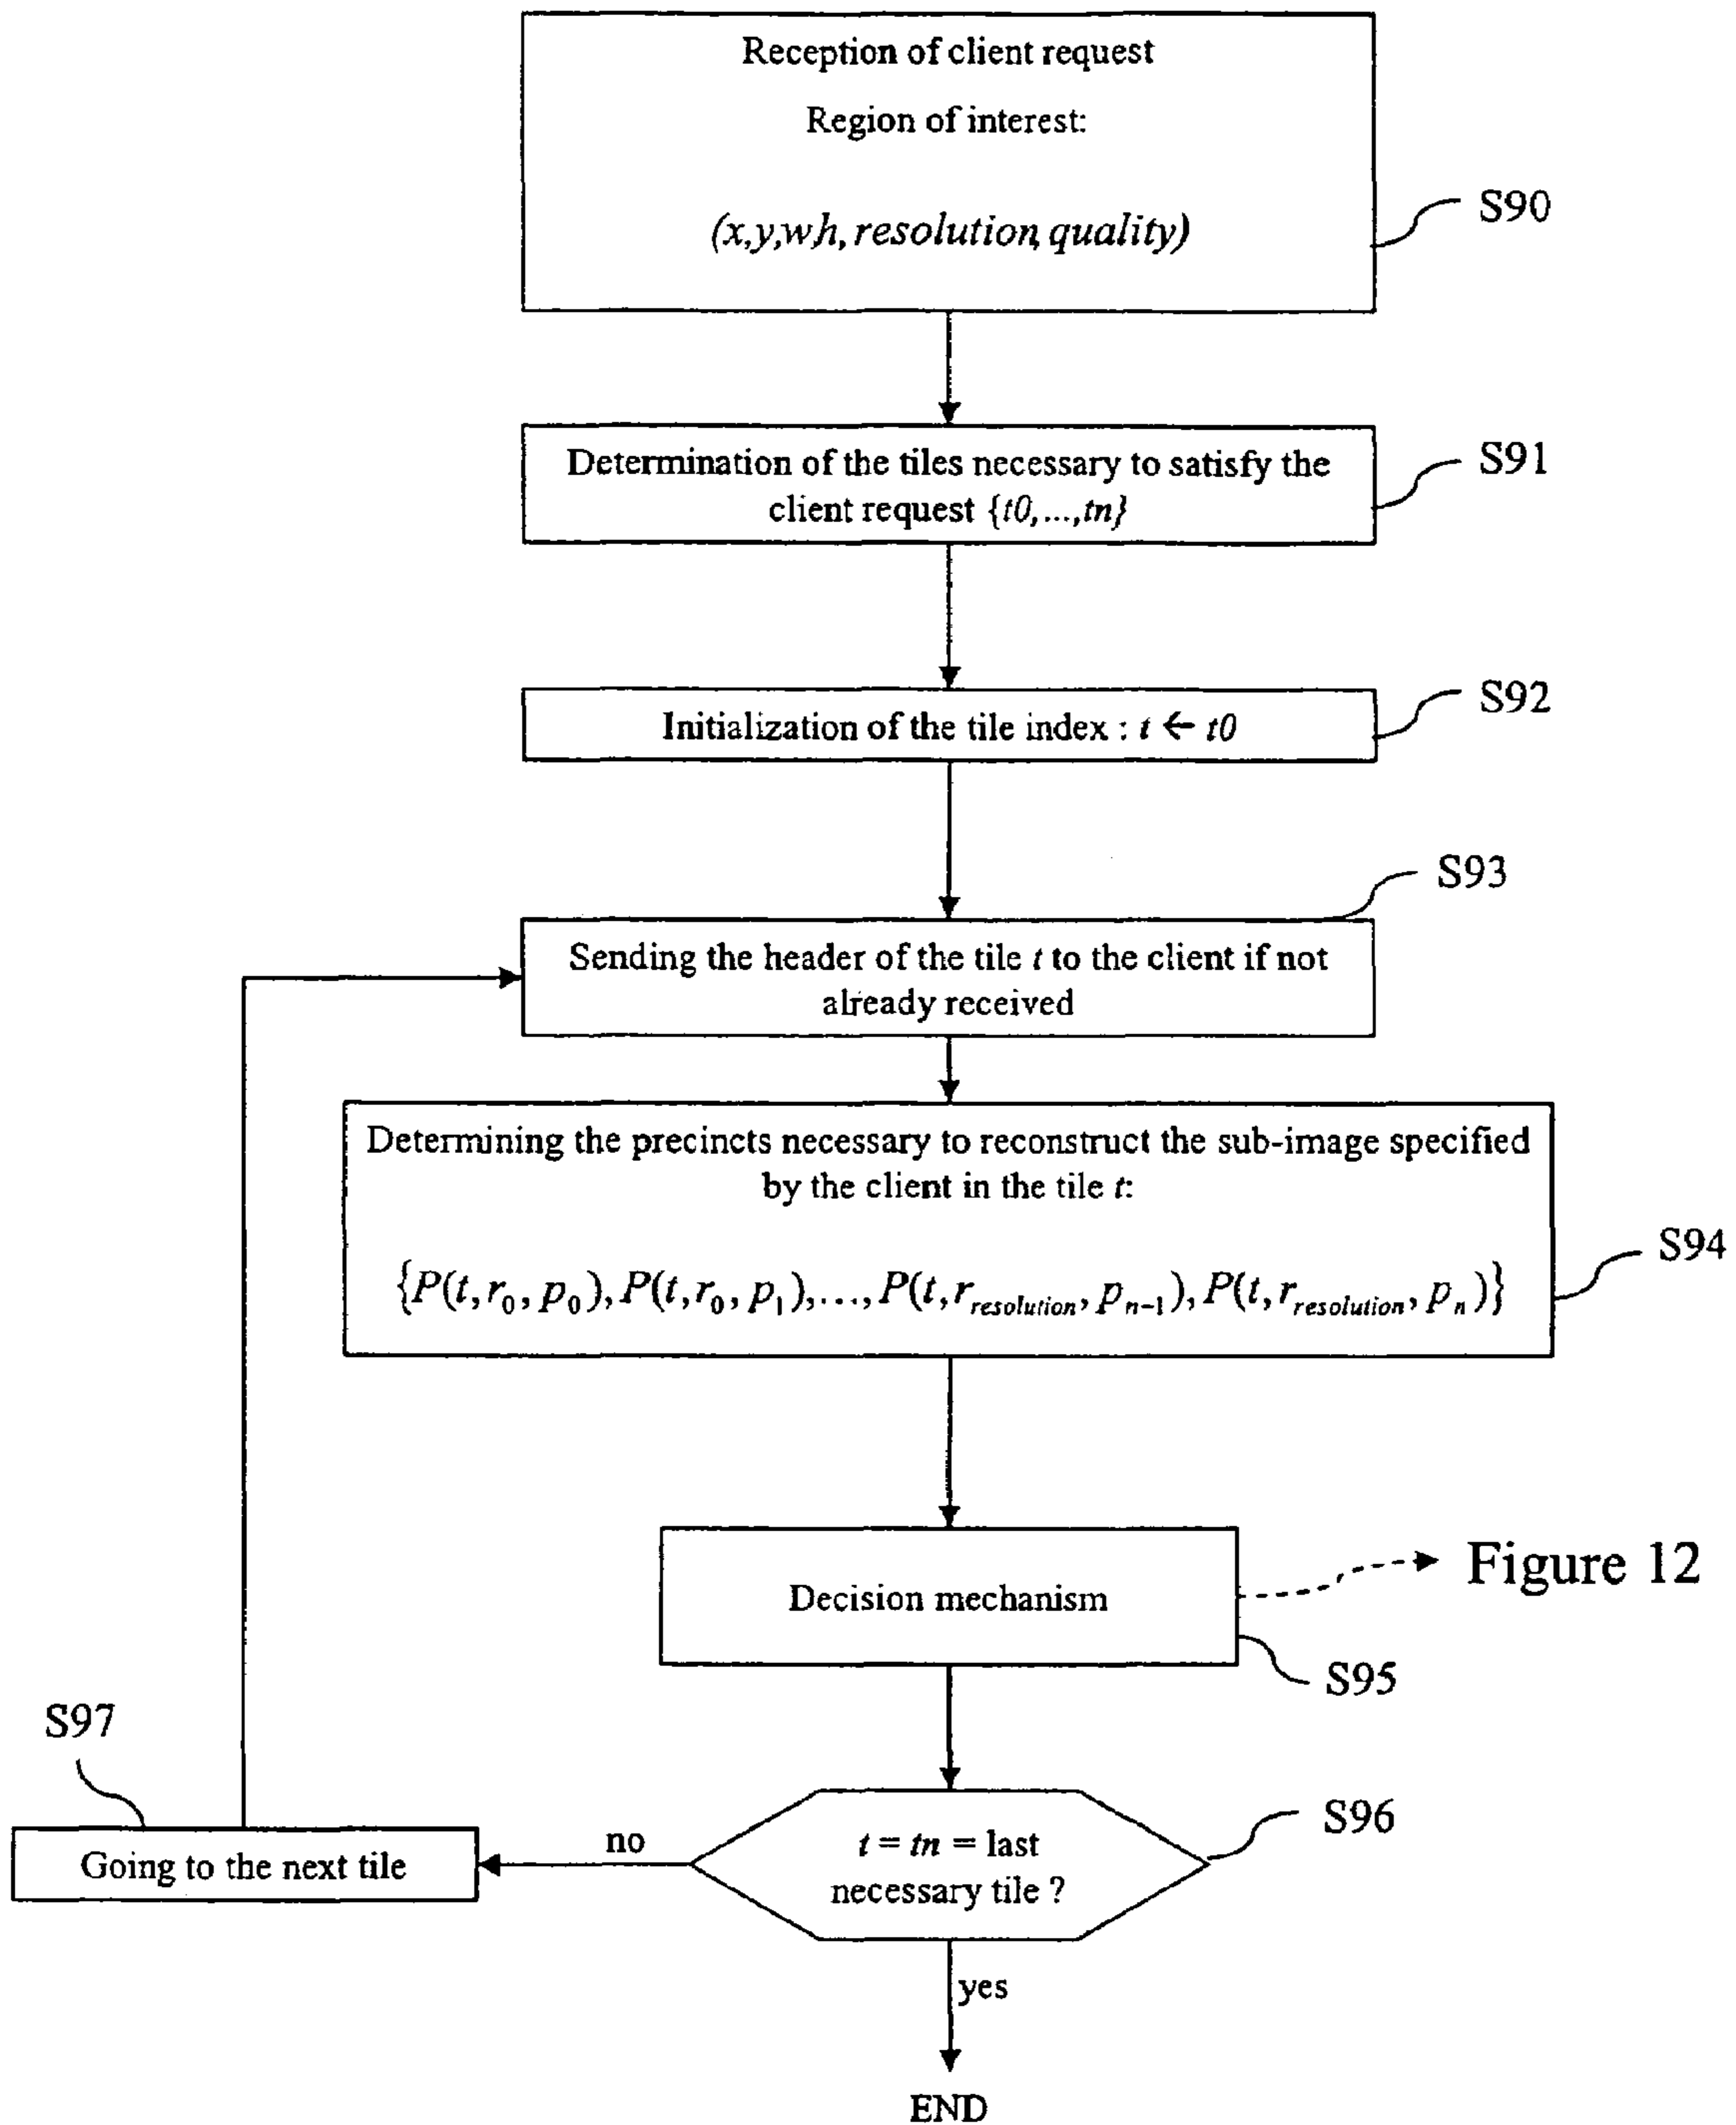 Reception of client request
Region of interest:
(x,y,w,h, resolution, quality)
S90
Determination of the tiles necessary to satisfy the
client request {t0,...,tn}
S91
Initialization of the tile index : t ← t0
S92
S93
Sending the header of the tile t to the client if not
already received
Determining the precincts necessary to reconstruct the sub-image specified
by the client in the tile t:
{P(t,r₀,p₀),P(t,r₀,p₁),...,P(t,r_resolution,p_n−1),P(t,r_resolution,p_n)}
S94
Decision mechanism
Figure 12
S95
S97
Going to the next tile
no
t = tn = last
necessary tile ?
S96
yes
END